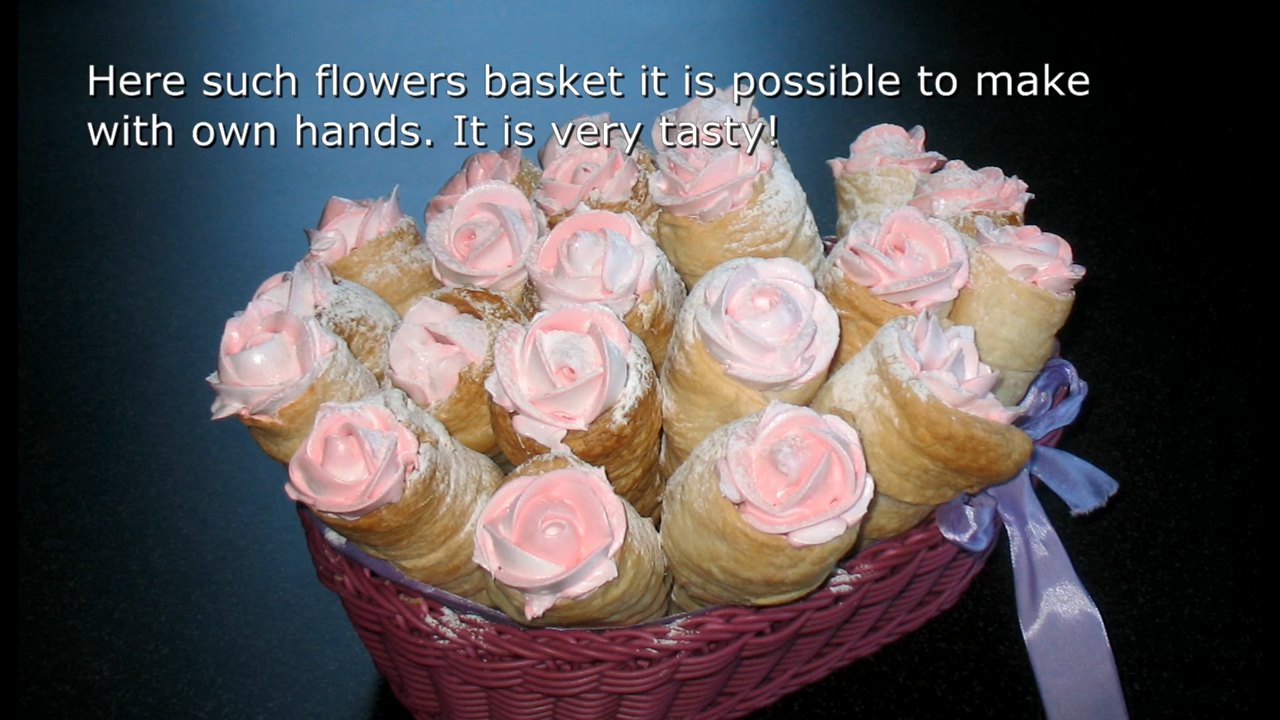 Here such flowers basket it is possible to make
with own hands. It is very tasty!